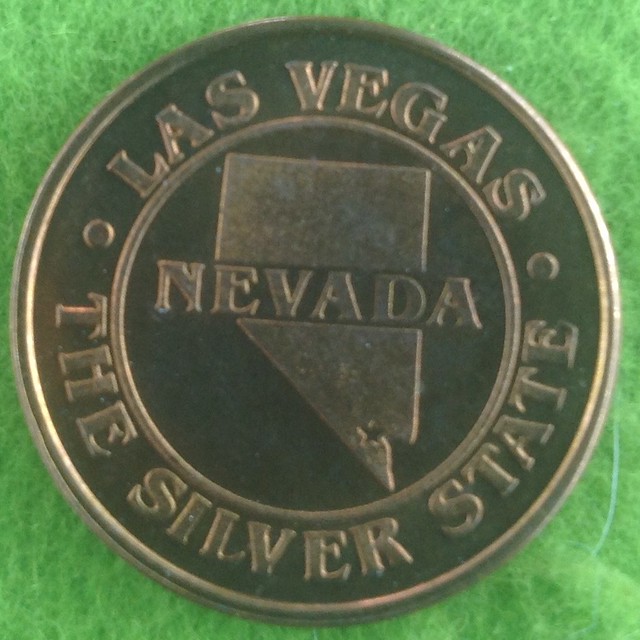 LAS VEGAS
NEVADA
THE SILVER STATE